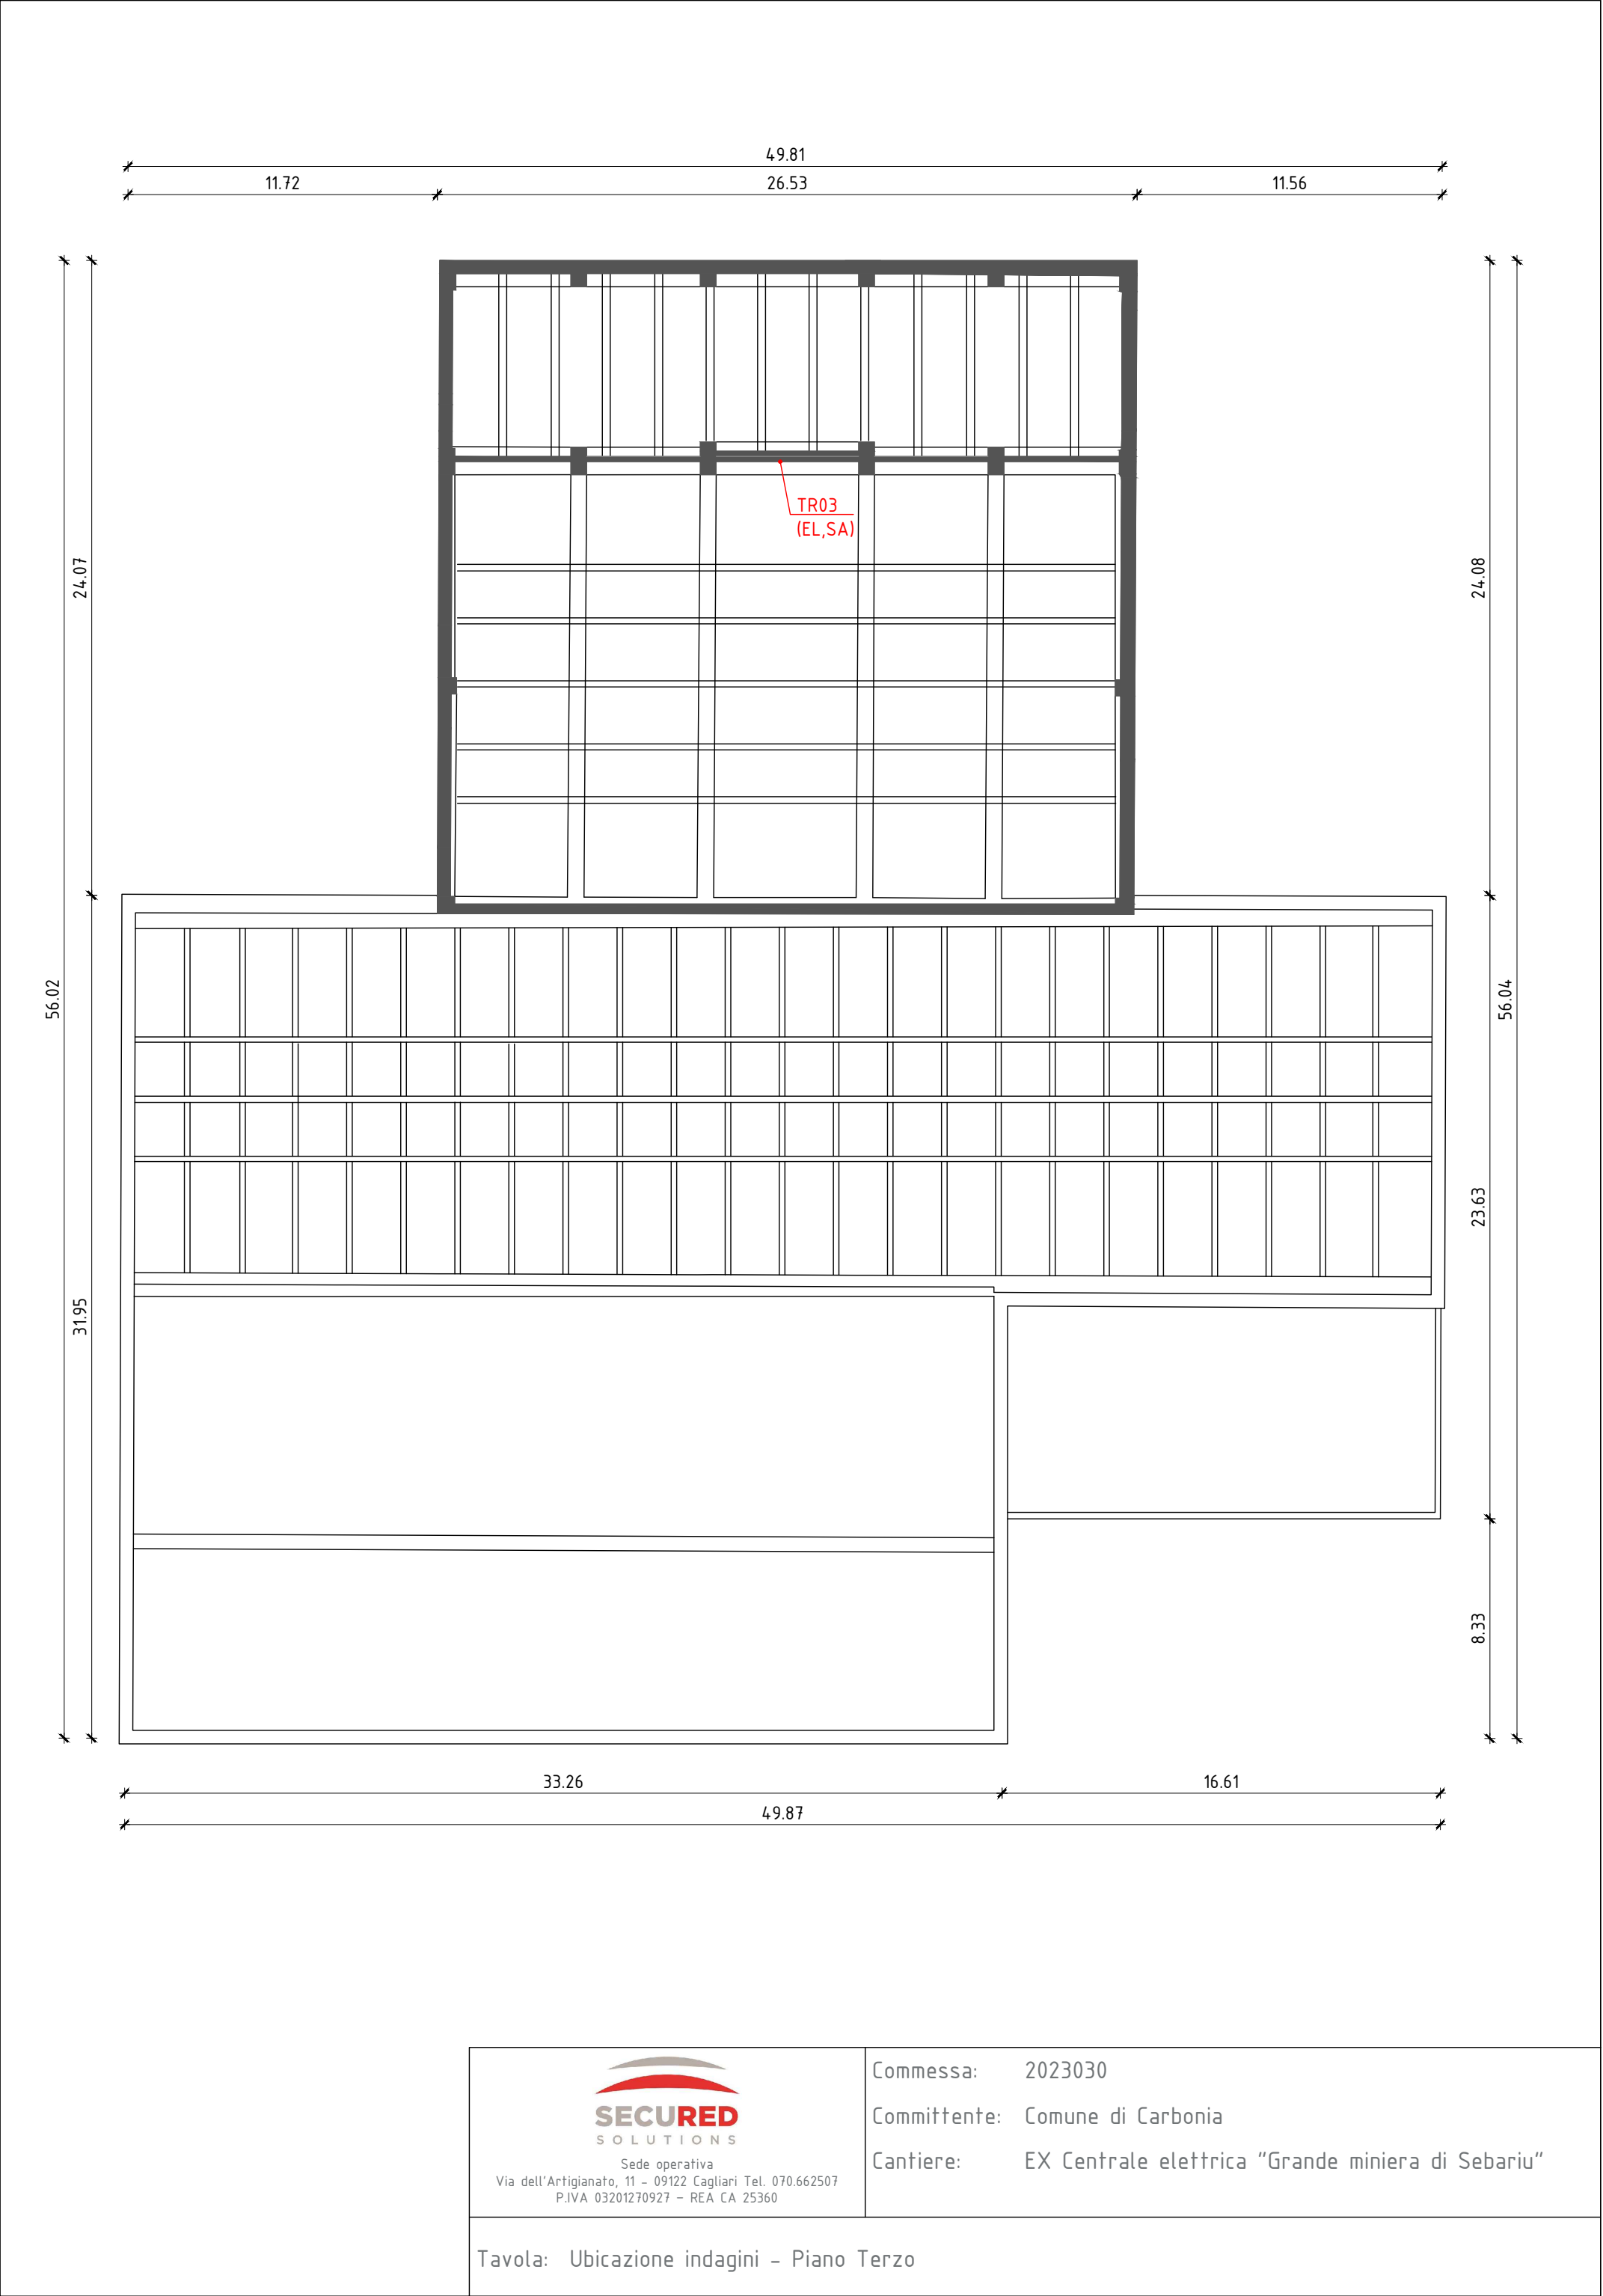 49.81
11.72
26.53
11.56
TR03
(EL,SA)
24.07
24.08
56.02
56.04
23.63
31.95
8.33
33.26
16.61
49.87
SECURED
SOLUTIONS
Sede operativa
Via dell'Artigianato, 11 - 09122 Cagliari Tel. 070.662507
P.IVA 03201270927 – REA CA 25360
Commessa: 2023030
Committente: Comune di Carbonia
Cantiere: EX Centrale elettrica “Grande miniera di Sebariu”
Tavola: Ubicazione indagini - Piano Terzo